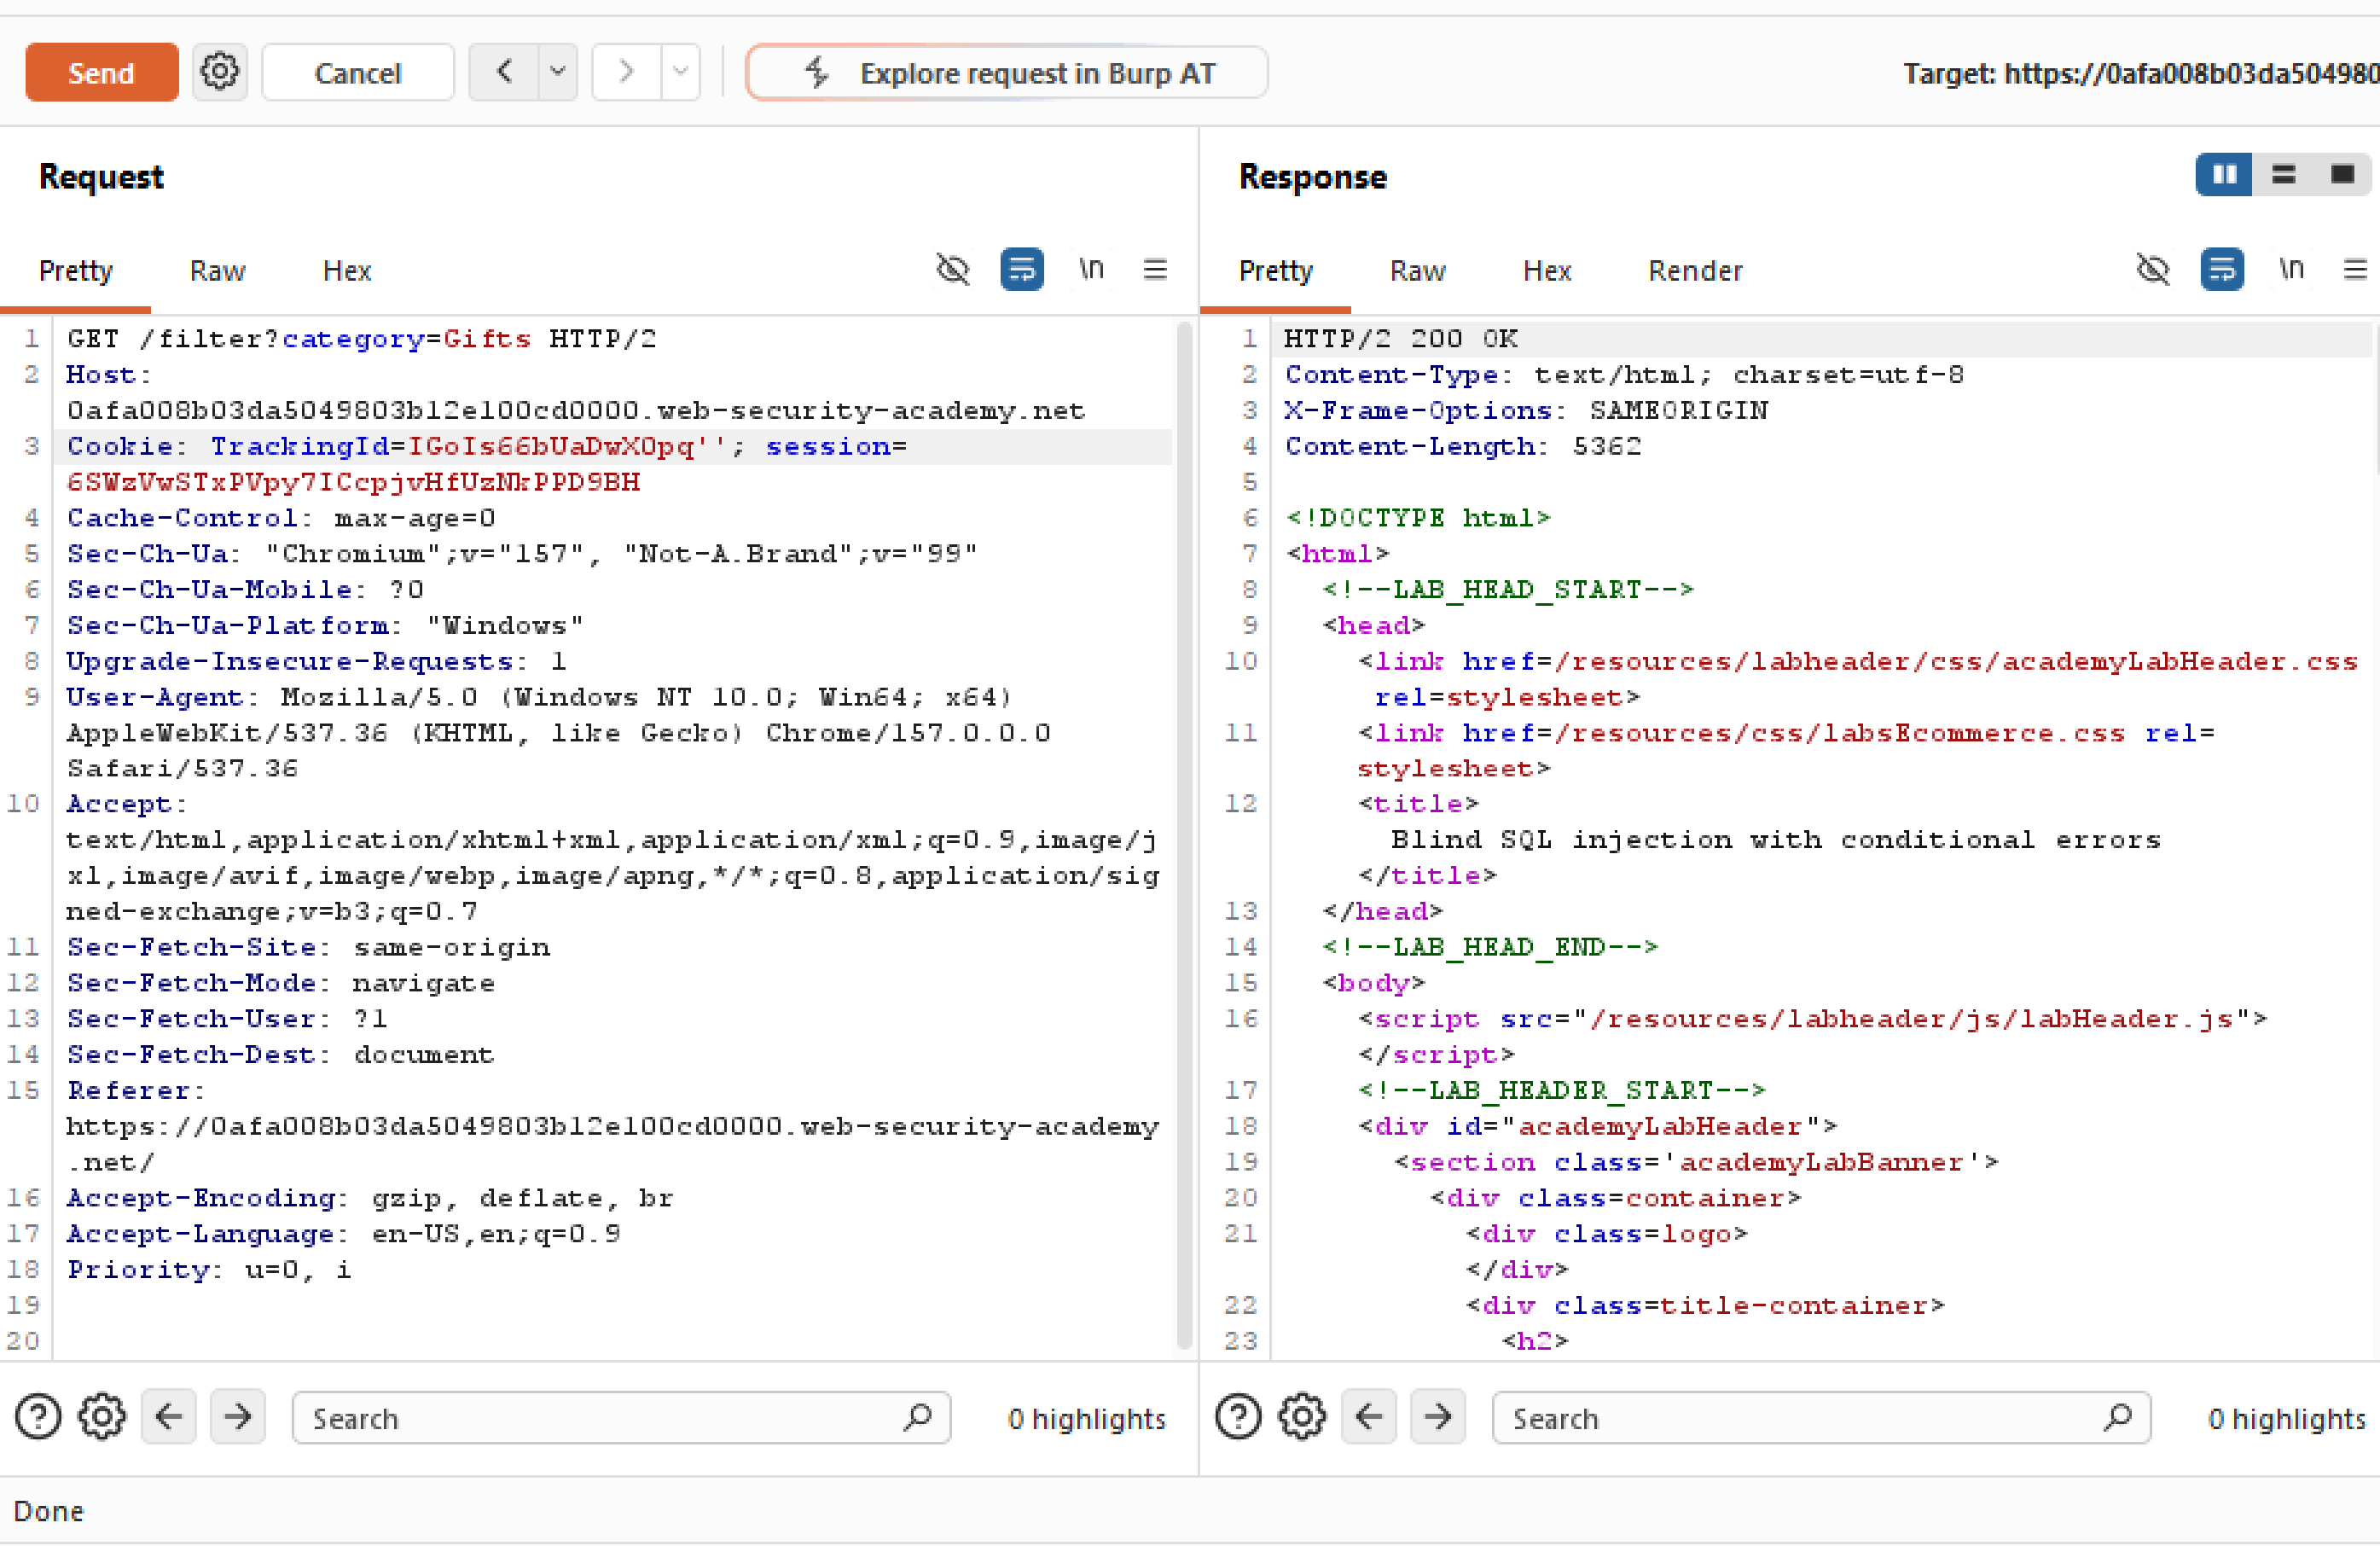 Send
Cancel
Explore request in Burp AT
Target: https://0afa008b03da504980
Request
Pretty Raw Hex \n
1 GET /filter?category=Gifts HTTP/2
2 Host:
0afa008b03da5049803b12e100cd0000.web-security-academy.net
3 Cookie: TrackingId=IGoIs66bUaDwXOpq''; session=
6SWzVwSTxPVpy7ICcpjvHfUzNkPPD9BH
4 Cache-Control: max-age=0
5 Sec-Ch-Ua: "Chromium";v="157", "Not-A.Brand";v="99"
6 Sec-Ch-Ua-Mobile: ?0
7 Sec-Ch-Ua-Platform: "Windows"
8 Upgrade-Insecure-Requests: 1
9 User-Agent: Mozilla/5.0 (Windows NT 10.0; Win64; x64)
AppleWebKit/537.36 (KHTML, like Gecko) Chrome/157.0.0.0
Safari/537.36
10 Accept:
text/html,application/xhtml+xml,application/xml;q=0.9,image/j
xl,image/avif,image/webp,image/apng,*/*;q=0.8,application/sig
ned-exchange;v=b3;q=0.7
11 Sec-Fetch-Site: same-origin
12 Sec-Fetch-Mode: navigate
13 Sec-Fetch-User: ?1
14 Sec-Fetch-Dest: document
15 Referer:
https://0afa008b03da5049803b12e100cd0000.web-security-academy
.net/
16 Accept-Encoding: gzip, deflate, br
17 Accept-Language: en-US,en;q=0.9
18 Priority: u=0, i
19
20
Search
0 highlights
Response
Pretty Raw Hex Render \n
1 HTTP/2 200 OK
2 Content-Type: text/html; charset=utf-8
3 X-Frame-Options: SAMEORIGIN
4 Content-Length: 5362
5
6 <!DOCTYPE html>
7 <html>
8 <!--LAB_HEAD_START-->
9 <head>
10 <link href=/resources/labheader/css/academyLabHeader.css
rel=stylesheet>
11 <link href=/resources/css/labsEcommerce.css rel=
stylesheet>
12 <title>
Blind SQL injection with conditional errors
</title>
13 </head>
14 <!--LAB_HEAD_END-->
15 <body>
16 <script src="/resources/labheader/js/labHeader.js">
</script>
17 <!--LAB_HEADER_START-->
18 <div id="academyLabHeader">
19 <section class='academyLabBanner'>
20 <div class=container>
21 <div class=logo>
</div>
22 <div class=title-container>
23 <h2>
Search
0 highlights
Done